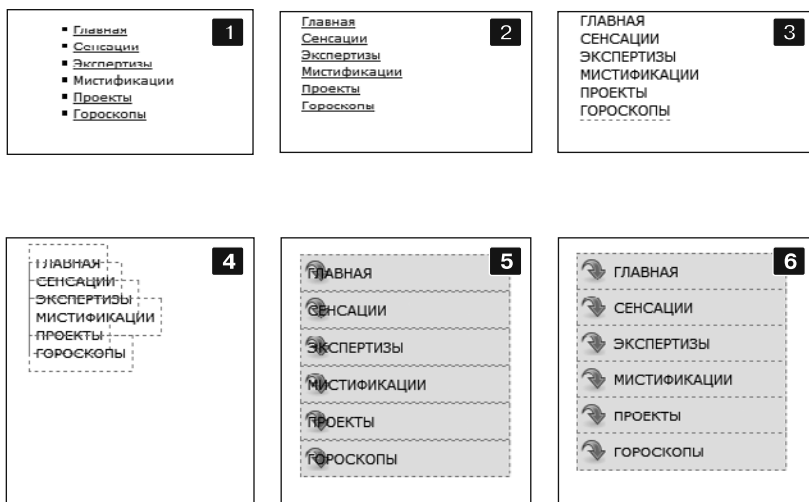 1
Главная
Сенсации
Экспертизы
Мистификации
Проекты
Гороскопы
2
Главная
Сенсации
Экспертизы
Мистификации
Проекты
Гороскопы
3
ГЛАВНАЯ
СЕНСАЦИИ
ЭКСПЕРТИЗЫ
МИСТИФИКАЦИИ
ПРОЕКТЫ
ГОРОСКОПЫ
4
ГЛАВНАЯ
СЕНСАЦИИ
ЭКСПЕРТИЗЫ
МИСТИФИКАЦИИ
ПРОЕКТЫ
ГОРОСКОПЫ
5
ГЛАВНАЯ
СЕНСАЦИИ
ЭКСПЕРТИЗЫ
МИСТИФИКАЦИИ
ПРОЕКТЫ
ГОРОСКОПЫ
6
ГЛАВНАЯ
СЕНСАЦИИ
ЭКСПЕРТИЗЫ
МИСТИФИКАЦИИ
ПРОЕКТЫ
ГОРОСКОПЫ